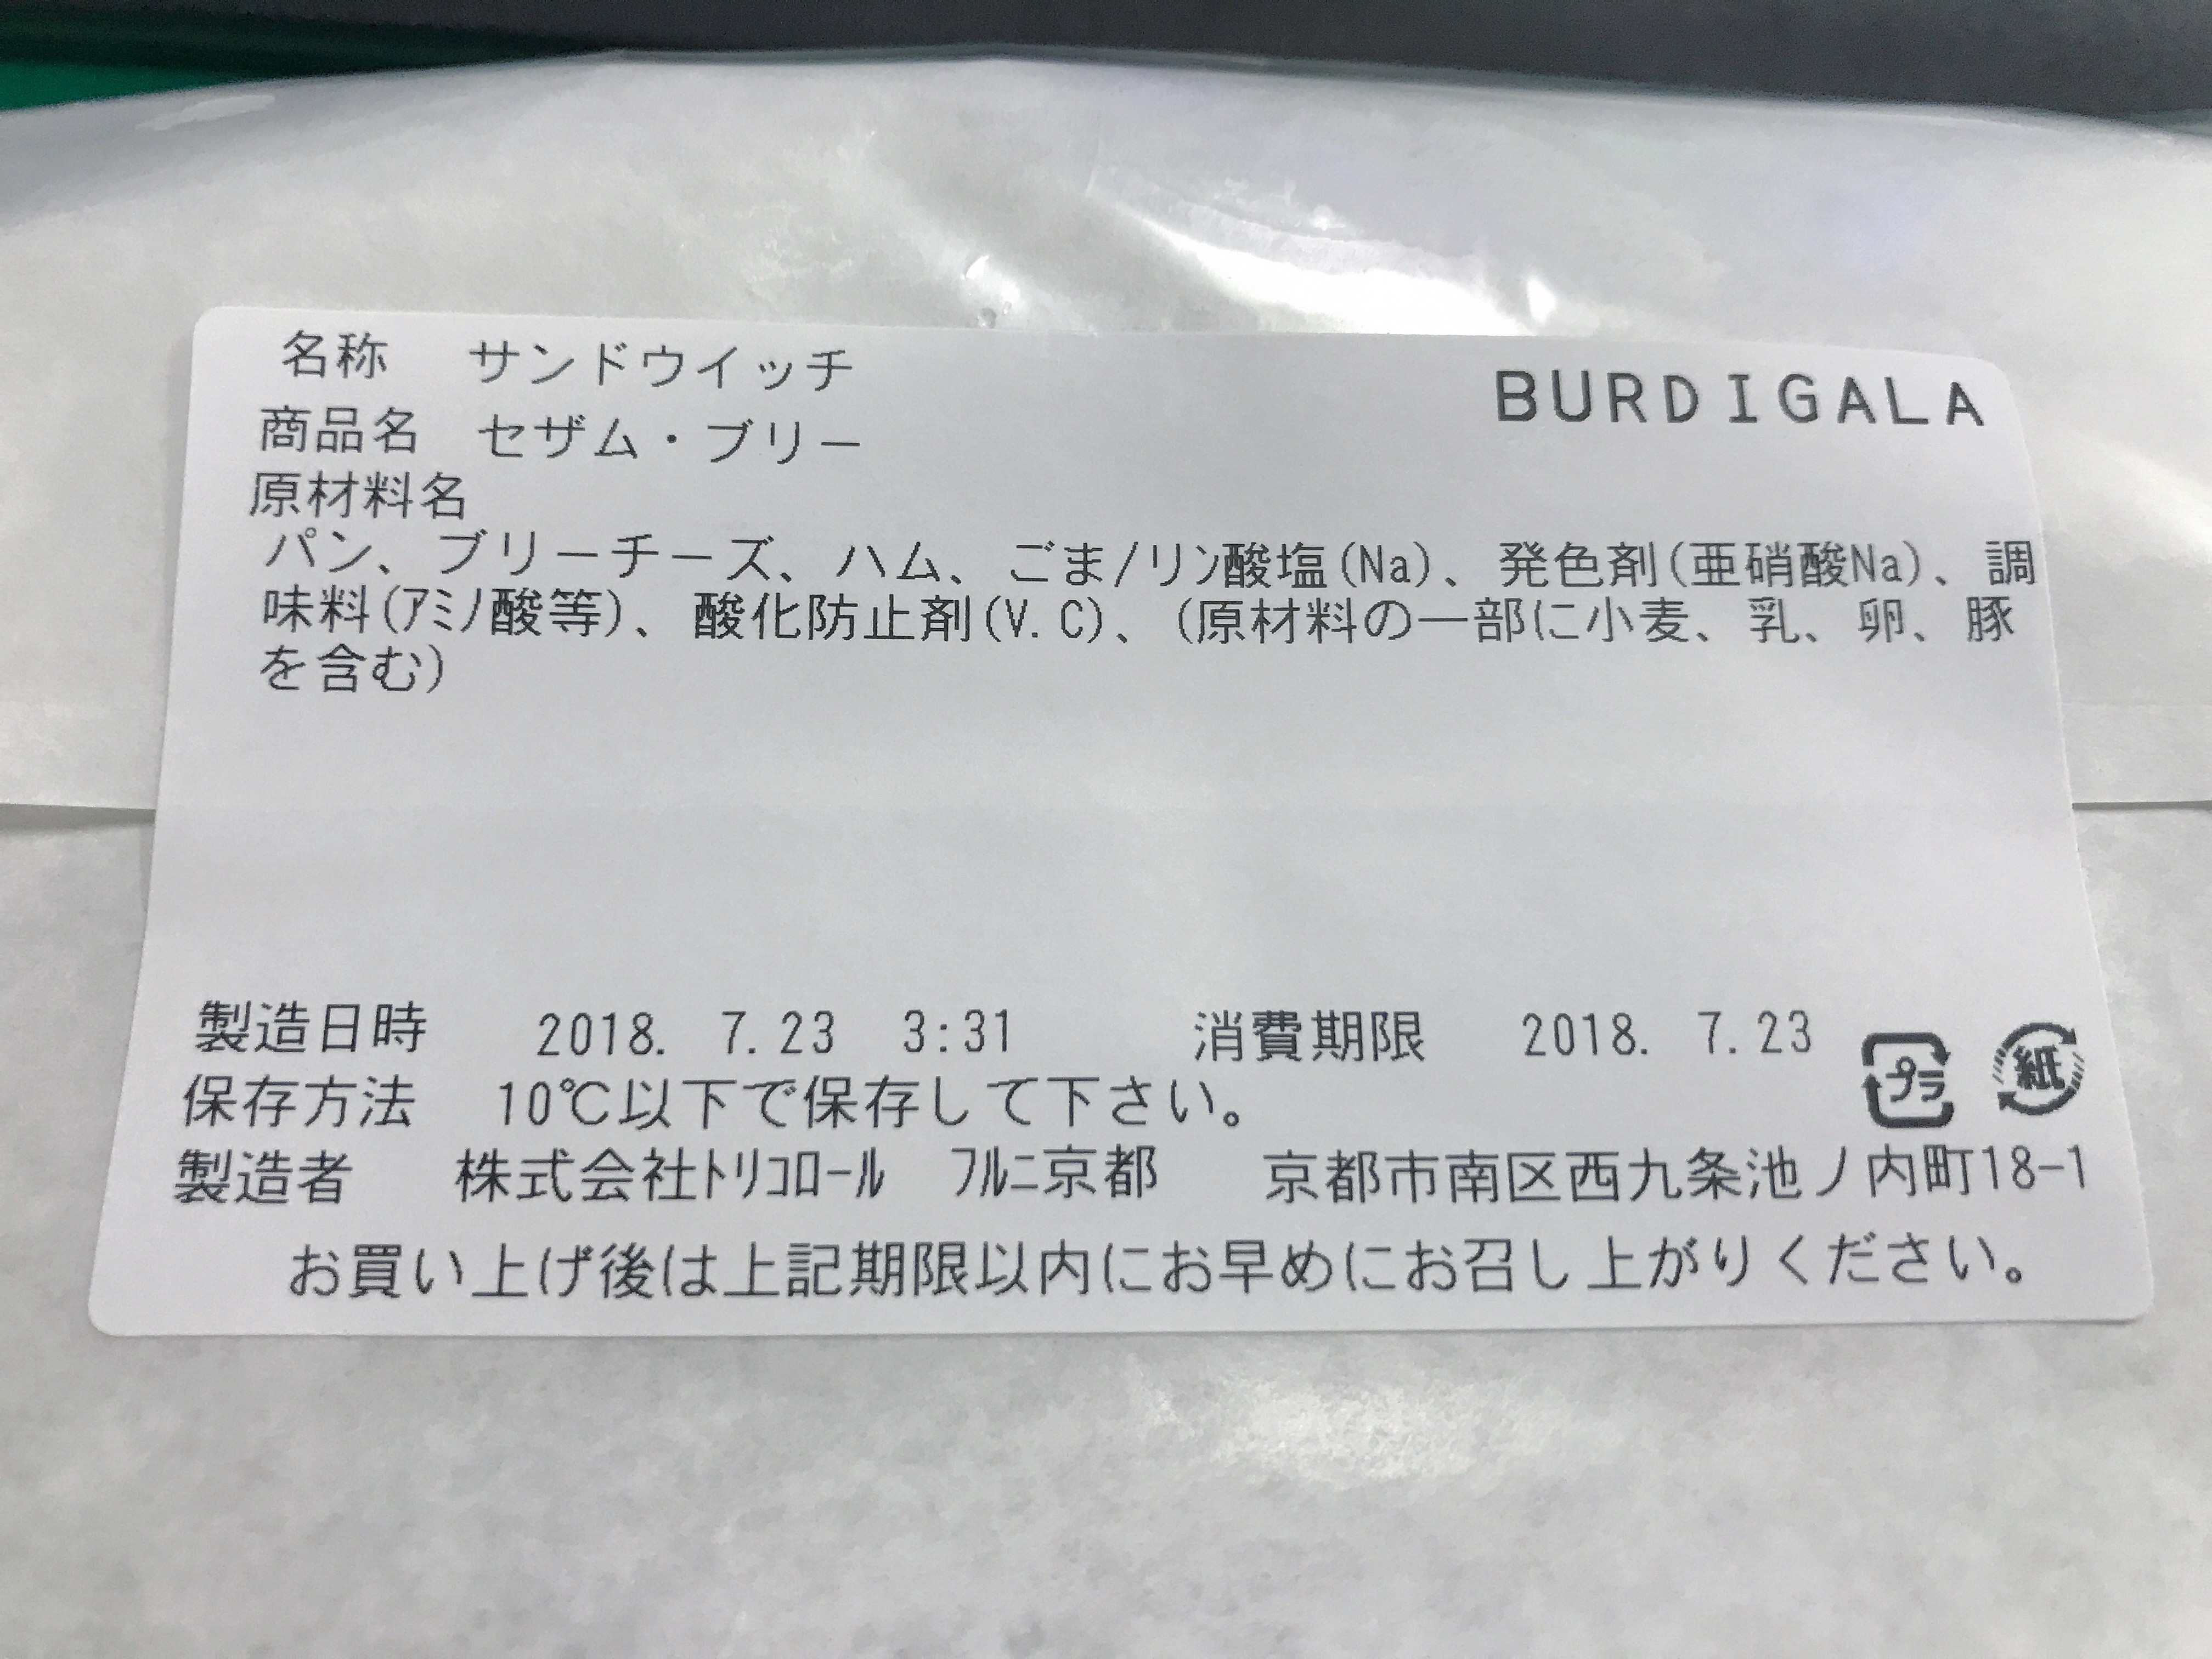 名称　サンドウイッチ
BURDIGALA
商品名　セザム・ブリー
原材料名
パン、ブリーチーズ、ハム、ごま/リン酸塩(Na)、発色剤(亜硝酸Na)、調
味料(ｱﾐﾉ酸等)、酸化防止剤(V.C)、(原材料の一部に小麦、乳、卵、豚
を含む)
製造日時　2018. 7.23　3:31　消費期限　2018. 7.23
プラ 紙
保存方法　10℃以下で保存して下さい。
製造者　株式会社ﾄﾘｺﾛｰﾙ　ﾌﾙﾆ京都　京都市南区西九条池ノ内町18-1
お買い上げ後は上記期限以内にお早めにお召し上がりください。